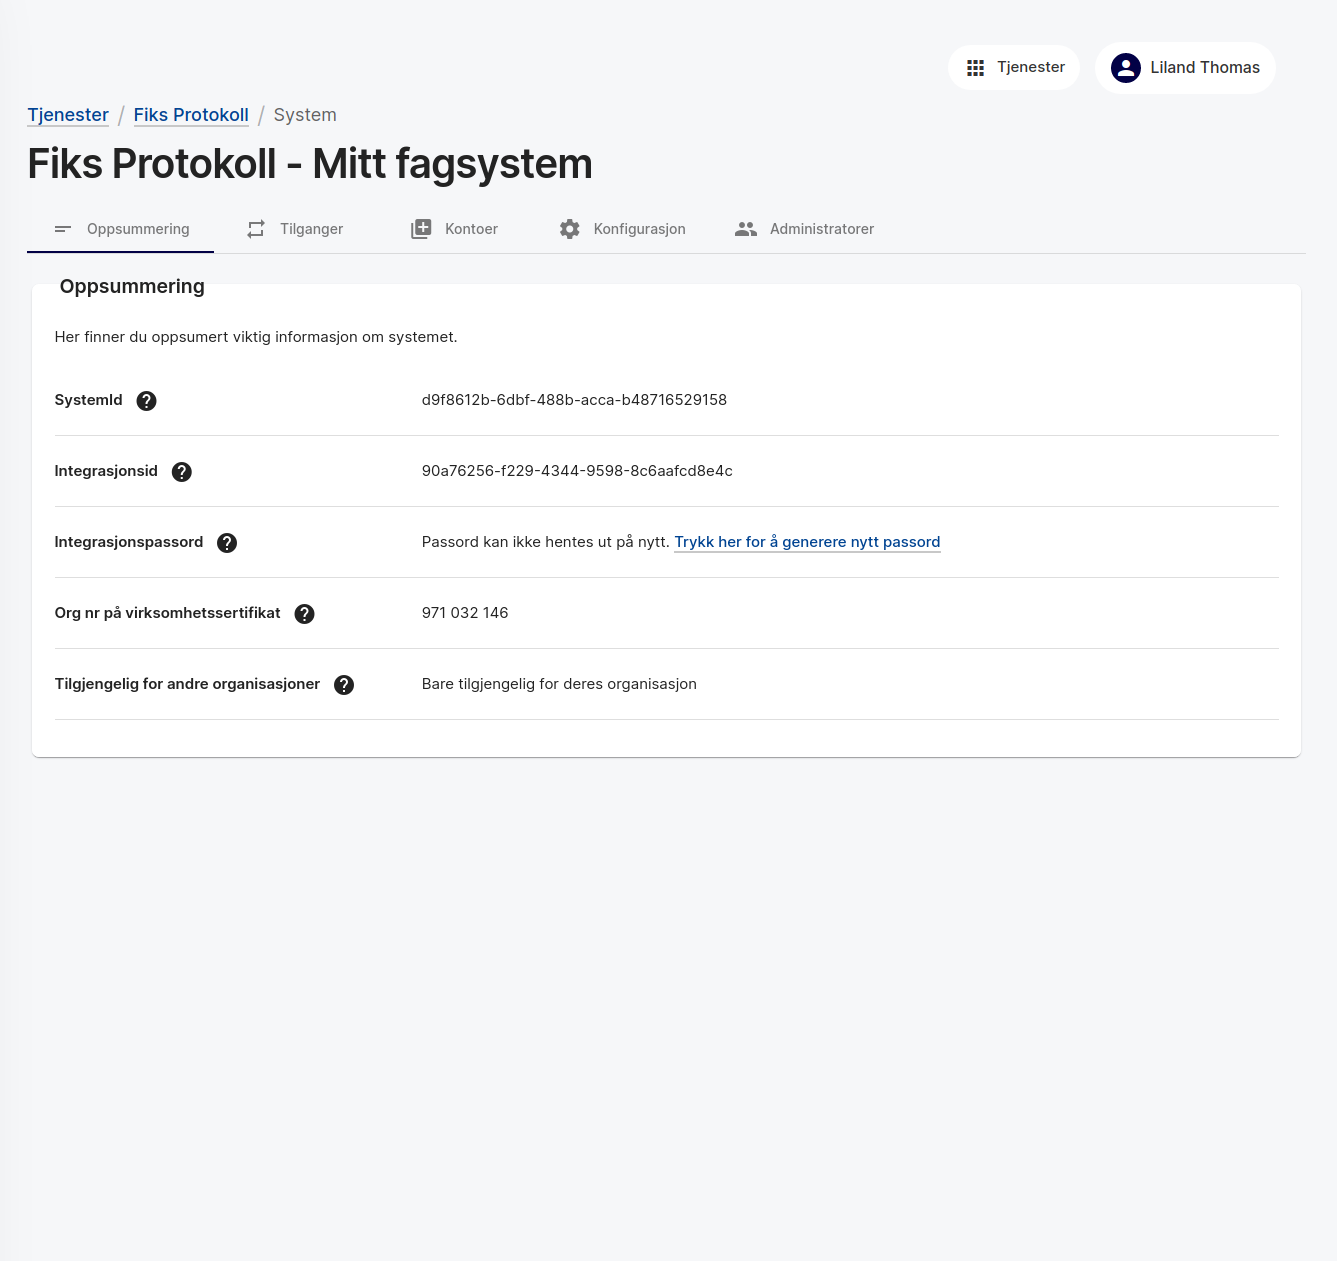 Tjenester
Liland Thomas
Tjenester / Fiks Protokoll / System
Fiks Protokoll - Mitt fagsystem
Oppsummering
Tilganger
Kontoer
Konfigurasjon
Administratorer
Oppsummering
Her finner du oppsumert viktig informasjon om systemet.
SystemId ? d9f8612b-6dbf-488b-acca-b48716529158
Integrasjonsid ? 90a76256-f229-4344-9598-8c6aafcd8e4c
Integrasjonspassord ? Passord kan ikke hentes ut på nytt. Trykk her for å generere nytt passord
Org nr på virksomhetssertifikat ? 971 032 146
Tilgjengelig for andre organisasjoner ? Bare tilgjengelig for deres organisasjon